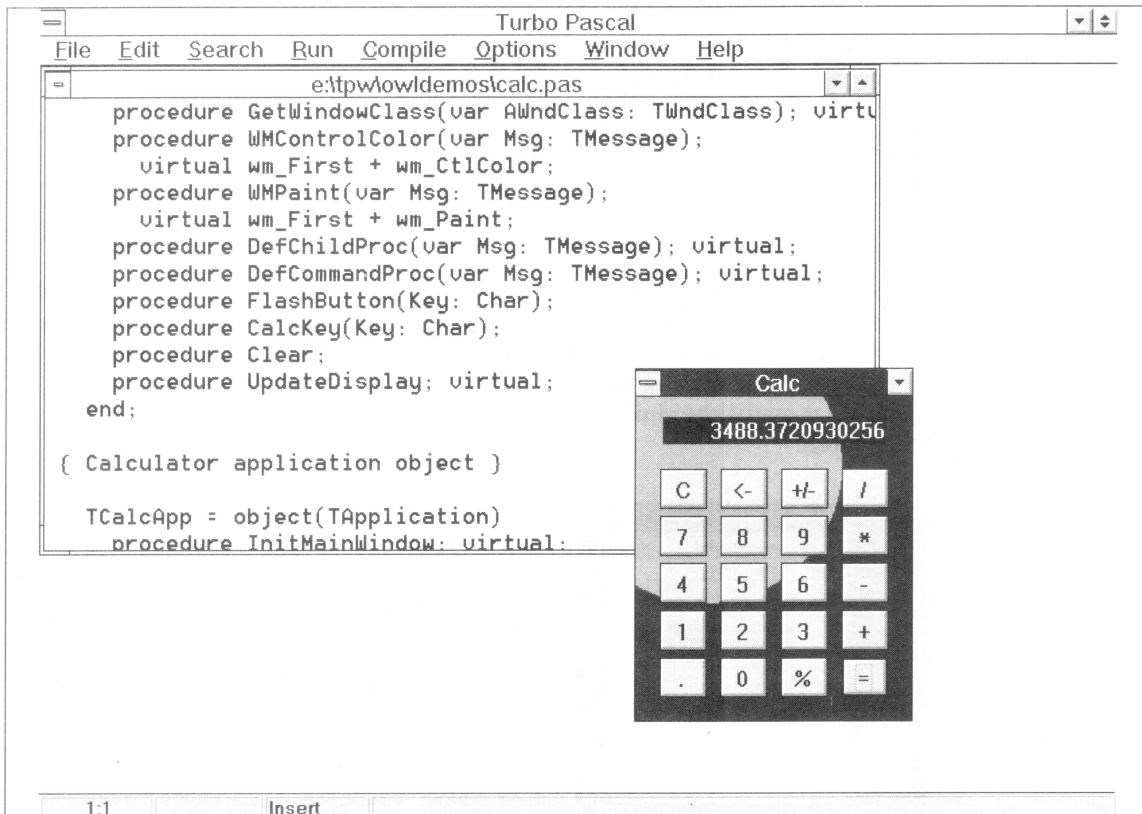 Turbo Pascal
File Edit Search Run Compile Options Window Help
e:\tpw\owldemos\calc.pas
procedure GetWindowClass(var AWndClass: TWndClass); virtu
procedure WMControlColor(var Msg: TMessage);
virtual wm_First + wm_CtlColor;
procedure WMPaint(var Msg: TMessage);
virtual wm_First + wm_Paint;
procedure DefChildProc(var Msg: TMessage); virtual;
procedure DefCommandProc(var Msg: TMessage); virtual;
procedure FlashButton(Key: Char);
procedure CalcKey(Key: Char);
procedure Clear;
procedure UpdateDisplay; virtual;
end;
{ Calculator application object }
TCalcApp = object(TApplication)
procedure InitMainWindow; virtual;
Calc
3488.3720930256
C <- +/- /
7 8 9 *
4 5 6 -
1 2 3 +
. 0 % =
1:1 Insert